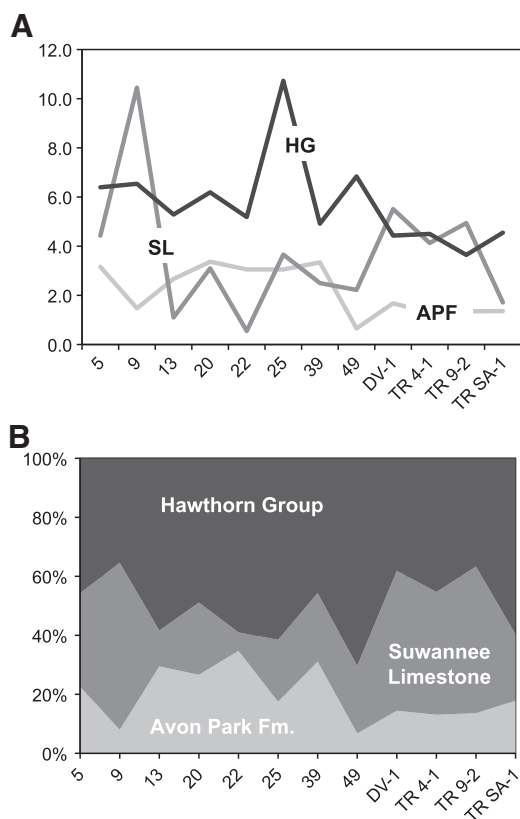 A
12.0
10.0
8.0
HG
6.0
SL
4.0
2.0
APF
0.0
5 9 13 20 22 25 39 49 DV-1 TR 4-1 TR 9-2 TR SA-1
B
100%
Hawthorn Group
80%
60%
40%
Suwannee
Limestone
20%
Avon Park Fm.
0%
5 9 13 20 22 25 39 49 DV-1 TR 4-1 TR 9-2 TR SA-1